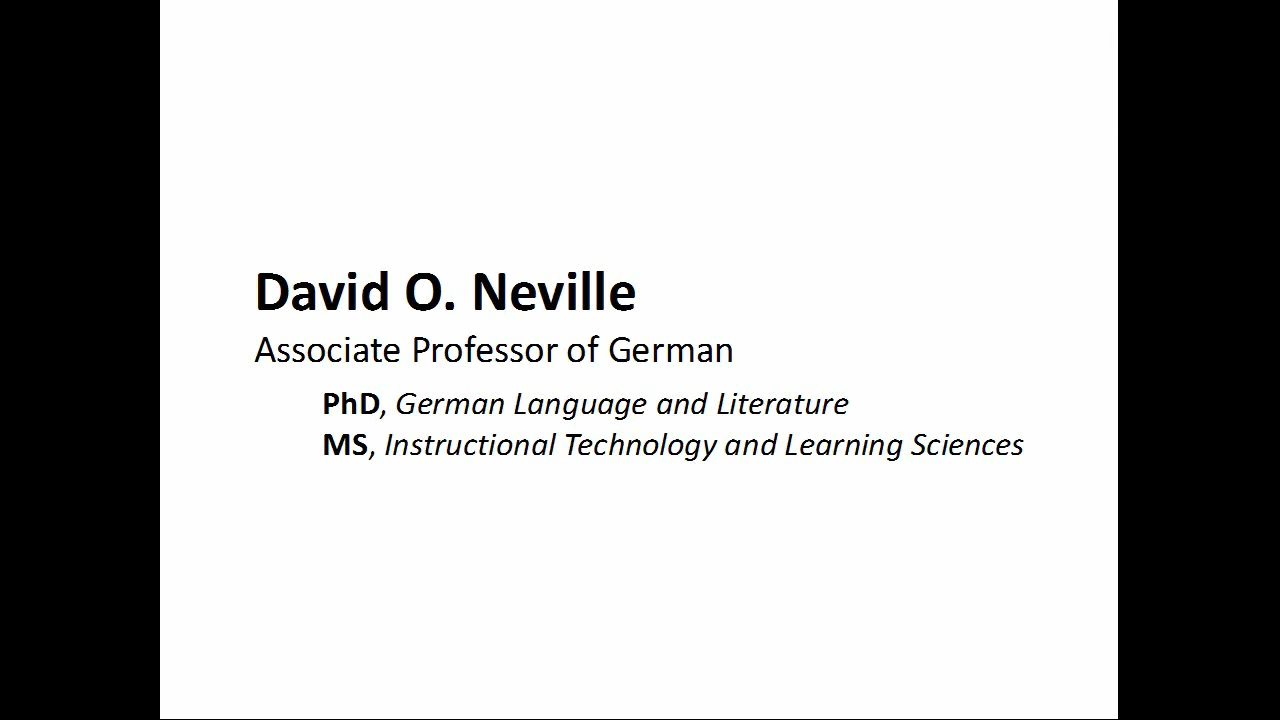 David O. Neville
Associate Professor of German
PhD, German Language and Literature
MS, Instructional Technology and Learning Sciences